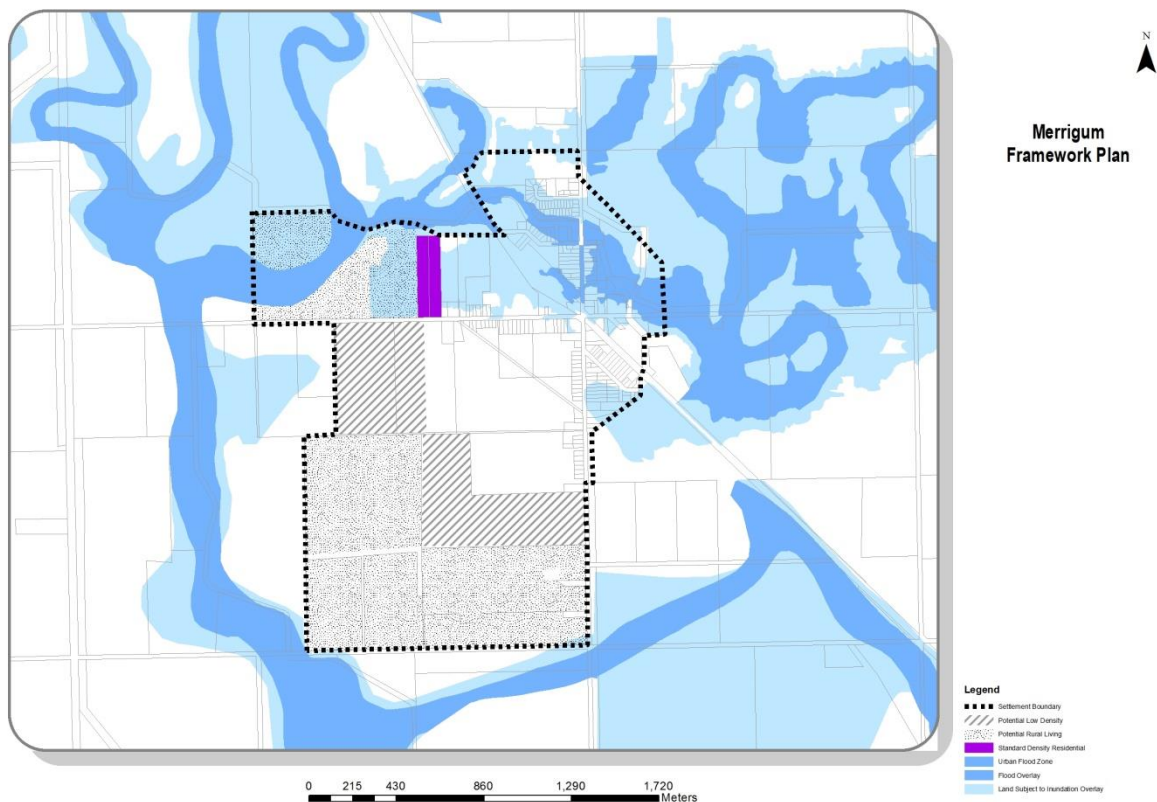 N
Merrigum
Framework Plan
Legend
Settlement Boundary
Potential Low Density
Potential Rural Living
Standard Density Residential
Urban Flood Zone
Flood Overlay
Land Subject to Inundation Overlay
0 215 430 860 1,290 1,720
Meters